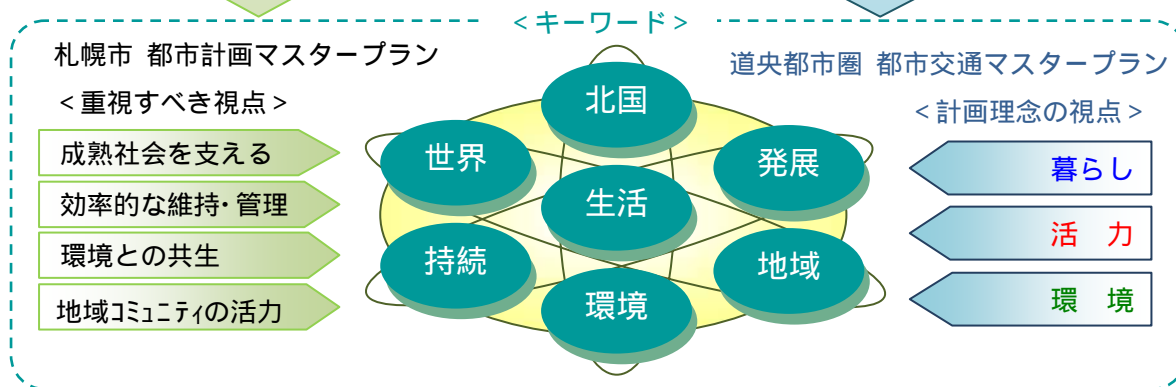 <キーワード>
札幌市 都市計画マスタープラン
<重視すべき視点>
成熟社会を支える
効率的な維持・管理
環境との共生
地域コミュニティの活力
北国
世界
発展
生活
持続
地域
環境
道央都市圏 都市交通マスタープラン
<計画理念の視点>
暮らし
活 力
環 境